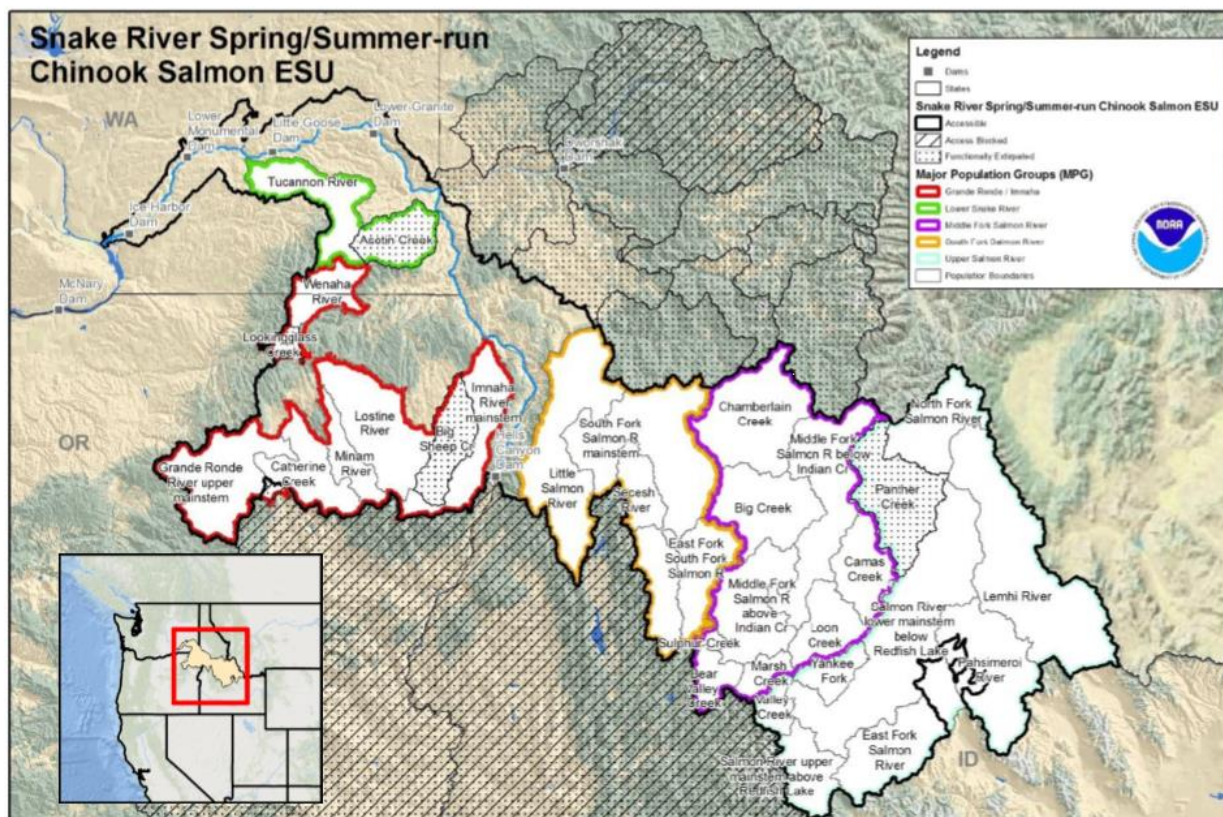 Snake River Spring/Summer-run
Chinook Salmon ESU
Legend
Dams
States
Snake River Spring/Summer-run Chinook Salmon ESU
Accessible
Access Blocked
Functionally Extirpated
Major Population Groups (MPG)
Grande Ronde / Imnaha
Lower Snake River
Middle Fork Salmon River
South Fork Salmon River
Upper Salmon River
Population Boundaries
NOAA
WA
Lower
Monumental
Dam
Little Goose
Dam
Lower Granite
Dam
Dworshak
Dam
Ice Harbor
Dam
McNary
Dam
Tucannon River
Asotin Creek
Wenaha
River
Lookingglass
Creek
OR
Grande Ronde
River upper
mainstem
Catherine
Creek
Minam
River
Lostine
River
Big
Sheep Cr
Imnaha
River
mainstem
Hells
Canyon
Dam
Little
Salmon
River
South Fork
Salmon R
mainstem
Secesh
River
East Fork
South Fork
Salmon R
Chamberlain
Creek
Middle Fork
Salmon R below
Indian Cr
Big Creek
Middle Fork
Salmon R
above
Indian Cr
Camas
Creek
Loon
Creek
Sulphur Creek
Bear
Valley
Creek
Marsh
Creek
North Fork
Salmon River
Panther
Creek
Lemhi River
Salmon River
lower mainstem
below
Redfish Lake
Pahsimeroi
River
Yankee
Fork
Valley
Creek
East Fork
Salmon
River
Salmon River upper
mainstem above
Redfish Lake
ID